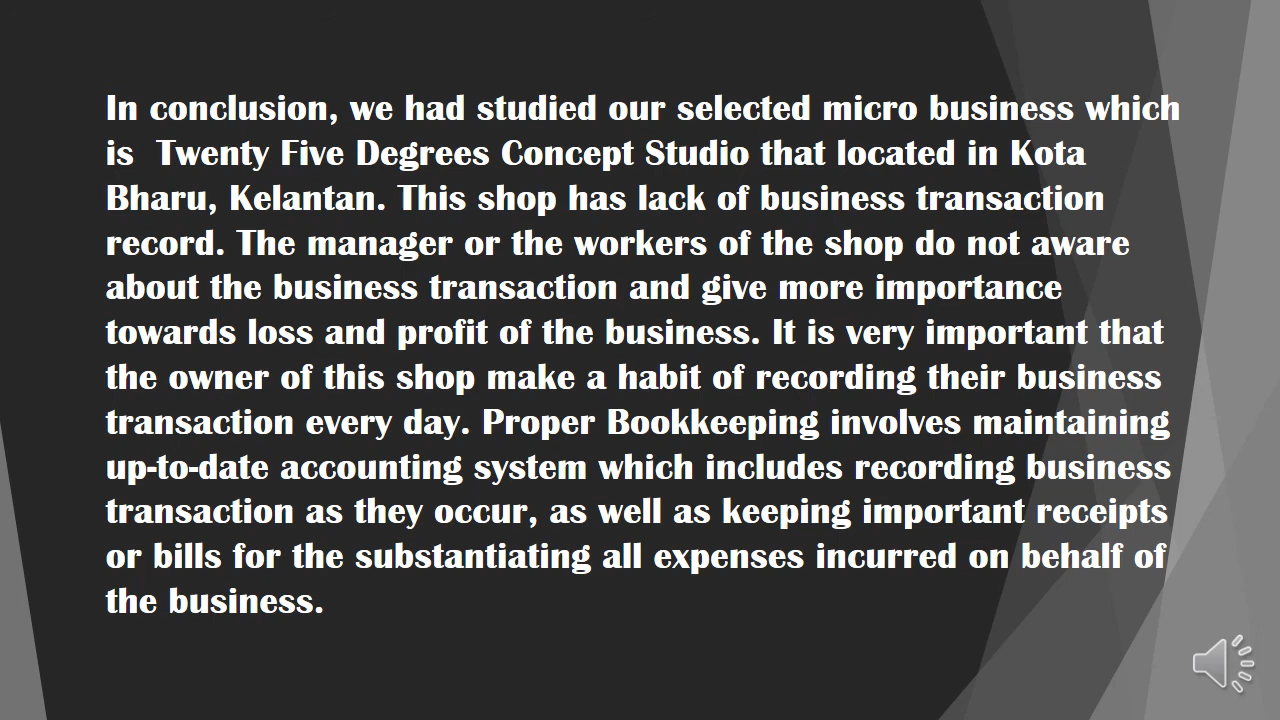 In conclusion, we had studied our selected micro business which
is  Twenty Five Degrees Concept Studio that located in Kota
Bharu, Kelantan. This shop has lack of business transaction
record. The manager or the workers of the shop do not aware
about the business transaction and give more importance
towards loss and profit of the business. It is very important that
the owner of this shop make a habit of recording their business
transaction every day. Proper Bookkeeping involves maintaining
up-to-date accounting system which includes recording business
transaction as they occur, as well as keeping important receipts
or bills for the substantiating all expenses incurred on behalf of
the business.